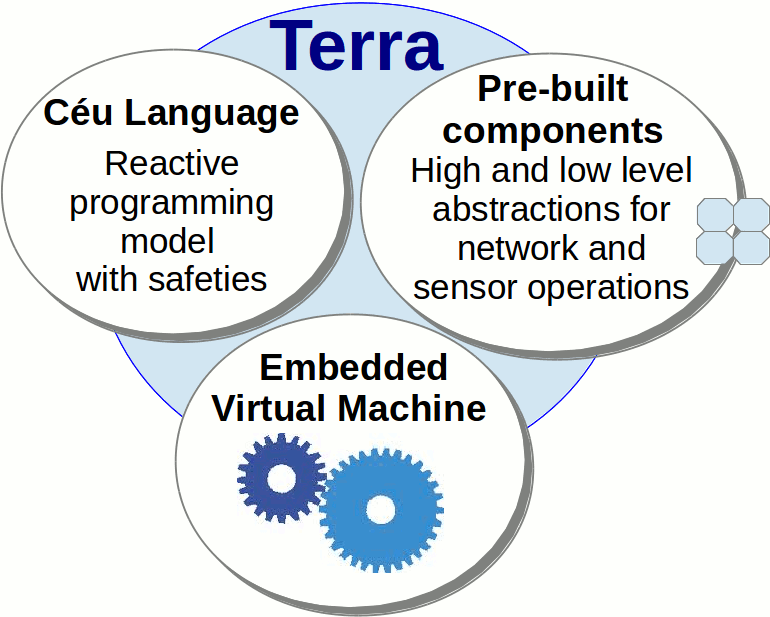 Terra
Céu Language
Reactive
programming
model
with safeties
Pre-built
components
High and low level
abstractions for
network and
sensor operations
Embedded
Virtual Machine